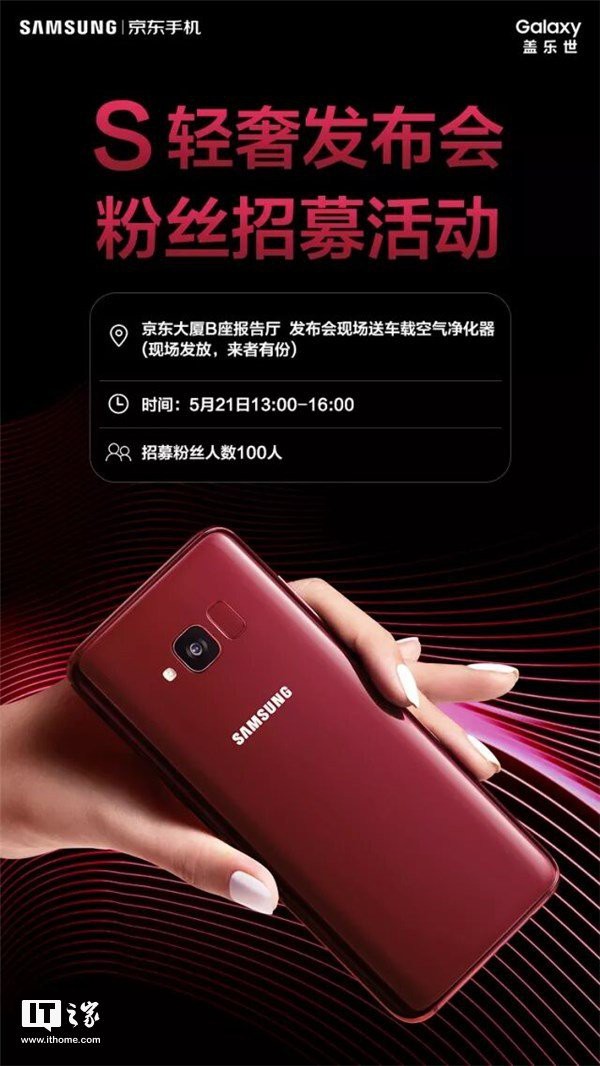 SAMSUNG | 京东手机
Galaxy
盖乐世
S 轻奢发布会
粉丝招募活动
京东大厦B座报告厅 发布会现场送车载空气净化器
(现场发放，来者有份)
时间：5月21日13:00-16:00
招募粉丝人数100人
SAMSUNG
IT之家
www.ithome.com